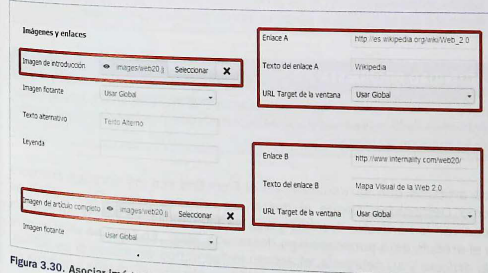 Imágenes y enlaces
Imagen de introducción images/web20.j Seleccionar X
Imagen flotante Usar Global
Texto alternativo Texto Alterno
Leyenda
Imagen del artículo completo images/web20.j Seleccionar X
Imagen flotante Usar Global
Enlace A http://es.wikipedia.org/wiki/Web_2.0
Texto del enlace A Wikipedia
URL Target de la ventana Usar Global
Enlace B http://www.internality.com/web20/
Texto del enlace B Mapa Visual de la Web 2.0
URL Target de la ventana Usar Global
Figura 3.30. Asociar